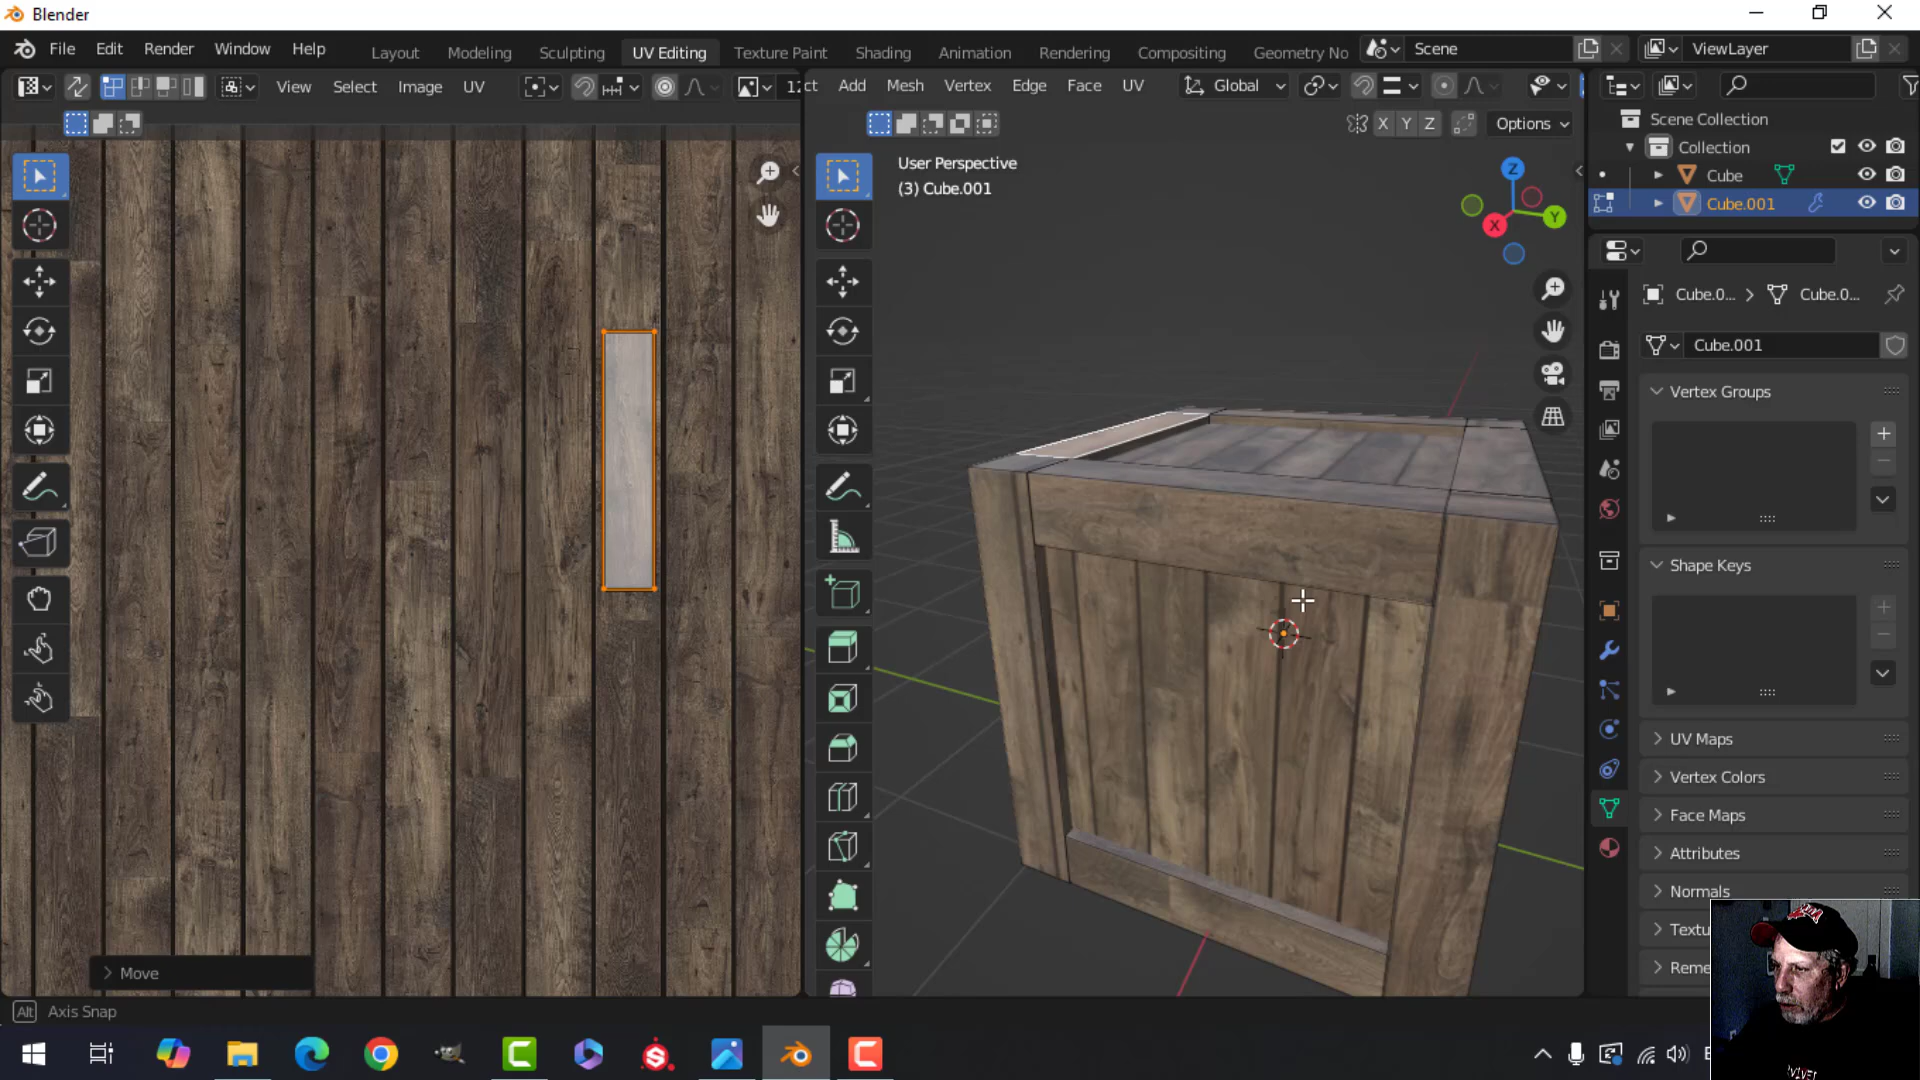 Blender
File Edit Render Window Help
Layout Modeling Sculpting UV Editing Texture Paint Shading Animation Rendering Compositing Geometry No
Scene
ViewLayer
View Select Image UV
ct Add Mesh Vertex Edge Face UV
Global
X Y Z
Options
User Perspective
(3) Cube.001
Z
Y
X
Scene Collection
Collection
Cube
Cube.001
Cube.0...
Cube.0...
Cube.001
Vertex Groups
Shape Keys
UV Maps
Vertex Colors
Face Maps
Attributes
Normals
Textu
Reme
Move
Alt Axis Snap